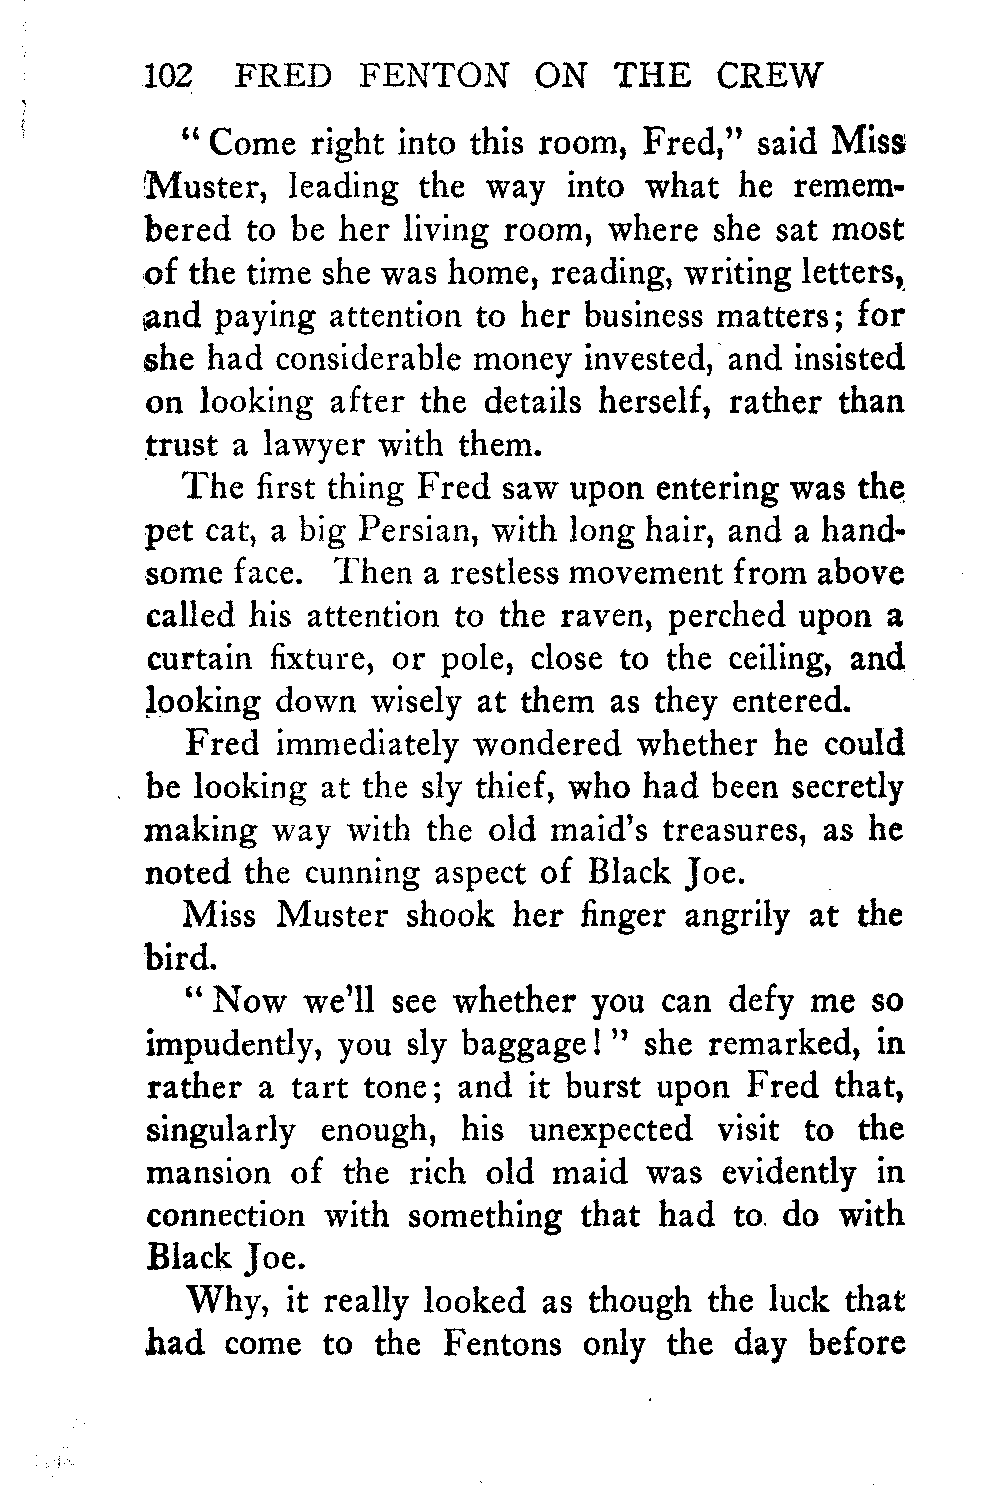 102 FRED FENTON ON THE CREW
“ Come right into this room, Fred,” said Miss
Muster, leading the way into what he remem-
bered to be her living room, where she sat most
of the time she was home, reading, writing letters,
and paying attention to her business matters; for
she had considerable money invested, and insisted
on looking after the details herself, rather than
trust a lawyer with them.
The first thing Fred saw upon entering was the
pet cat, a big Persian, with long hair, and a hand-
some face. Then a restless movement from above
called his attention to the raven, perched upon a
curtain fixture, or pole, close to the ceiling, and
looking down wisely at them as they entered.
Fred immediately wondered whether he could
be looking at the sly thief, who had been secretly
making way with the old maid's treasures, as he
noted the cunning aspect of Black Joe.
Miss Muster shook her finger angrily at the
bird.
“ Now we'll see whether you can defy me so
impudently, you sly baggage! ” she remarked, in
rather a tart tone; and it burst upon Fred that,
singularly enough, his unexpected visit to the
mansion of the rich old maid was evidently in
connection with something that had to do with
Black Joe.
Why, it really looked as though the luck that
had come to the Fentons only the day before